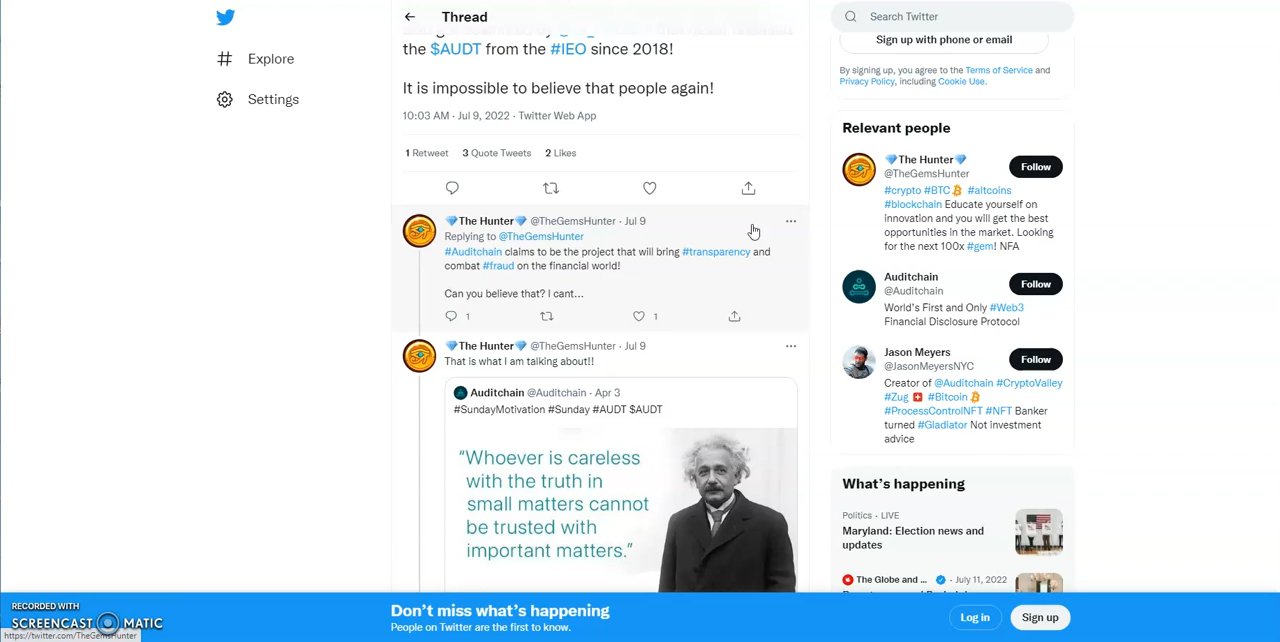 Thread
the $AUDT from the #IEO since 2018!
It is impossible to believe that people again!
10:03 AM · Jul 9, 2022 · Twitter Web App
1 Retweet 3 Quote Tweets 2 Likes
💎The Hunter💎 @TheGemsHunter · Jul 9
Replying to @TheGemsHunter
#Auditchain claims to be the project that will bring #transparency and
combat #fraud on the financial world!
Can you believe that? I cant...
1 1
💎The Hunter💎 @TheGemsHunter · Jul 9
That is what I am talking about!!
Auditchain @Auditchain · Apr 3
#SundayMotivation #Sunday #AUDT $AUDT
“Whoever is careless
with the truth in
small matters cannot
be trusted with
important matters.”
Explore
Settings
Search Twitter
Sign up with phone or email
By signing up, you agree to the Terms of Service and
Privacy Policy, including Cookie Use.
Relevant people
💎The Hunter💎
@TheGemsHunter
Follow
#crypto #BTC #altcoins
#blockchain Educate yourself on
innovation and you will get the best
opportunities in the market. Looking
for the next 100x #gem! NFA
Auditchain
@Auditchain
Follow
World's First and Only #Web3
Financial Disclosure Protocol
Jason Meyers
@JasonMeyersNYC
Follow
Creator of @Auditchain #CryptoValley
#Zug 🇨🇭 #Bitcoin
#ProcessControlNFT #NFT Banker
turned #Gladiator Not investment
advice
What's happening
Politics · LIVE
Maryland: Election news and
updates
The Globe and ... · July 11, 2022
RECORDED WITH
SCREENCAST MATIC
https://twitter.com/TheGemsHunter
Don't miss what's happening
People on Twitter are the first to know.
Log in
Sign up